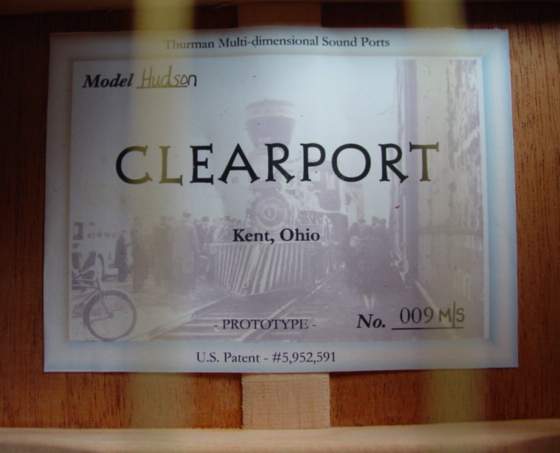 Thurman Multi-dimensional Sound Ports
Model Hudson
CLEARPORT
Kent, Ohio
- PROTOTYPE -
No. 009 M/S
U.S. Patent - #5,952,591